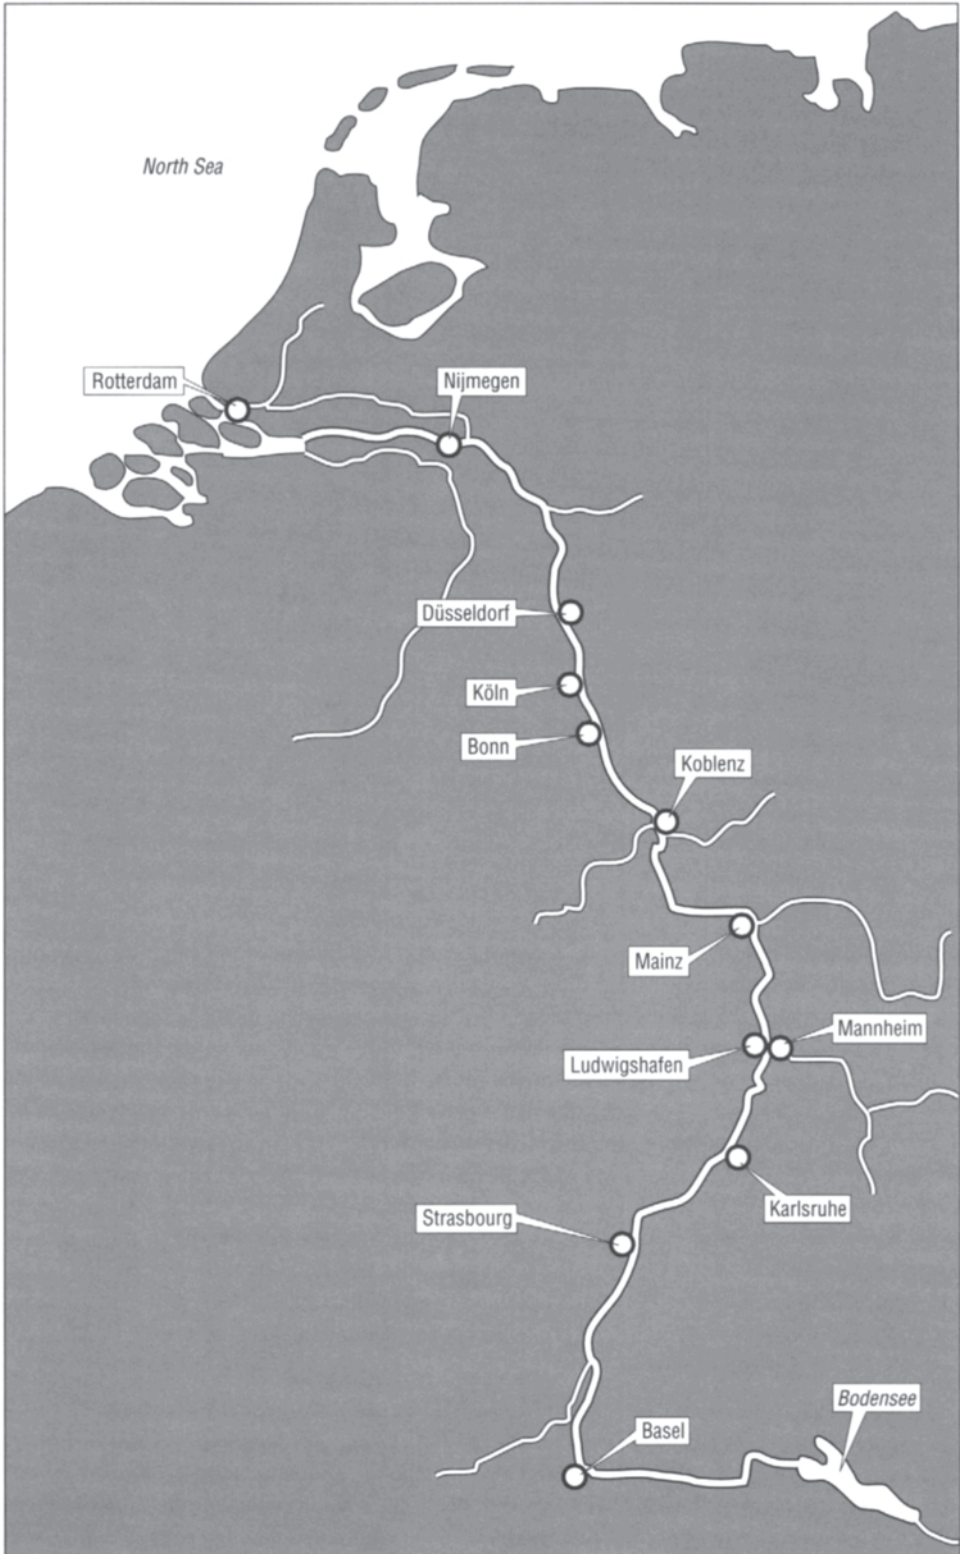 North Sea
Rotterdam
Nijmegen
Düsseldorf
Köln
Bonn
Koblenz
Mainz
Mannheim
Ludwigshafen
Karlsruhe
Strasbourg
Bodensee
Basel